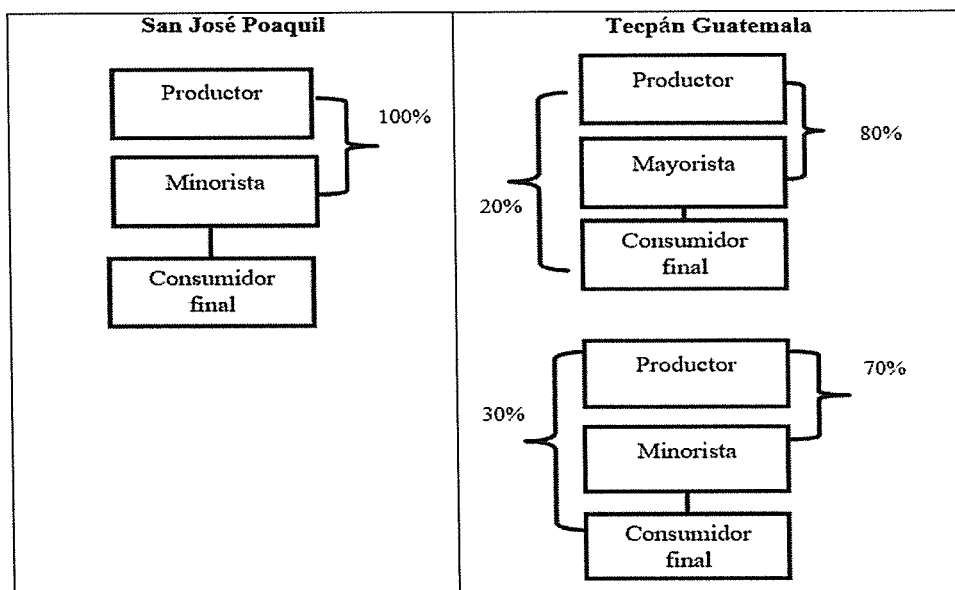 San José Poaquil
Productor
100%
Minorista
Consumidor
final
Tecpán Guatemala
Productor
80%
Mayorista
20%
Consumidor
final
Productor
70%
30%
Minorista
Consumidor
final